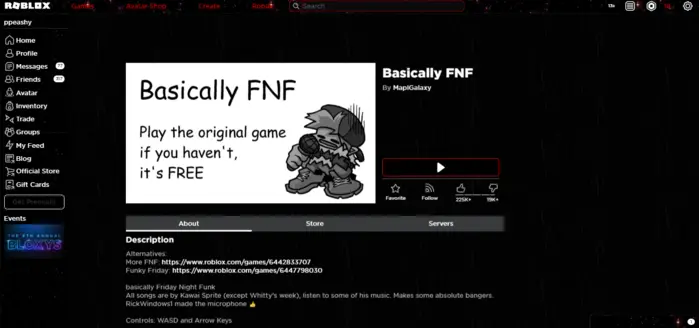 ROBLOX
Games
Avatar Shop
Create
Robux
Search
13+
ppeashy
Home
Profile
Messages
Friends
Avatar
Inventory
Trade
Groups
My Feed
Blog
Official Store
Gift Cards
Get Premium
Events
THE 8TH ANNUAL
BLOXYS
Basically FNF
Play the original game
if you haven't,
it's FREE
Basically FNF
By MaplGalaxy
Favorite
Follow
225K+
19K+
About
Store
Servers
Description
Alternatives:
More FNF: https://www.roblox.com/games/6442833707
Funky Friday: https://www.roblox.com/games/6447798030
basically Friday Night Funk
All songs are by Kawai Sprite (except Whitty's week), listen to some of his music. Makes some absolute bangers.
RickWindows1 made the microphone 👍
Controls: WASD and Arrow Keys